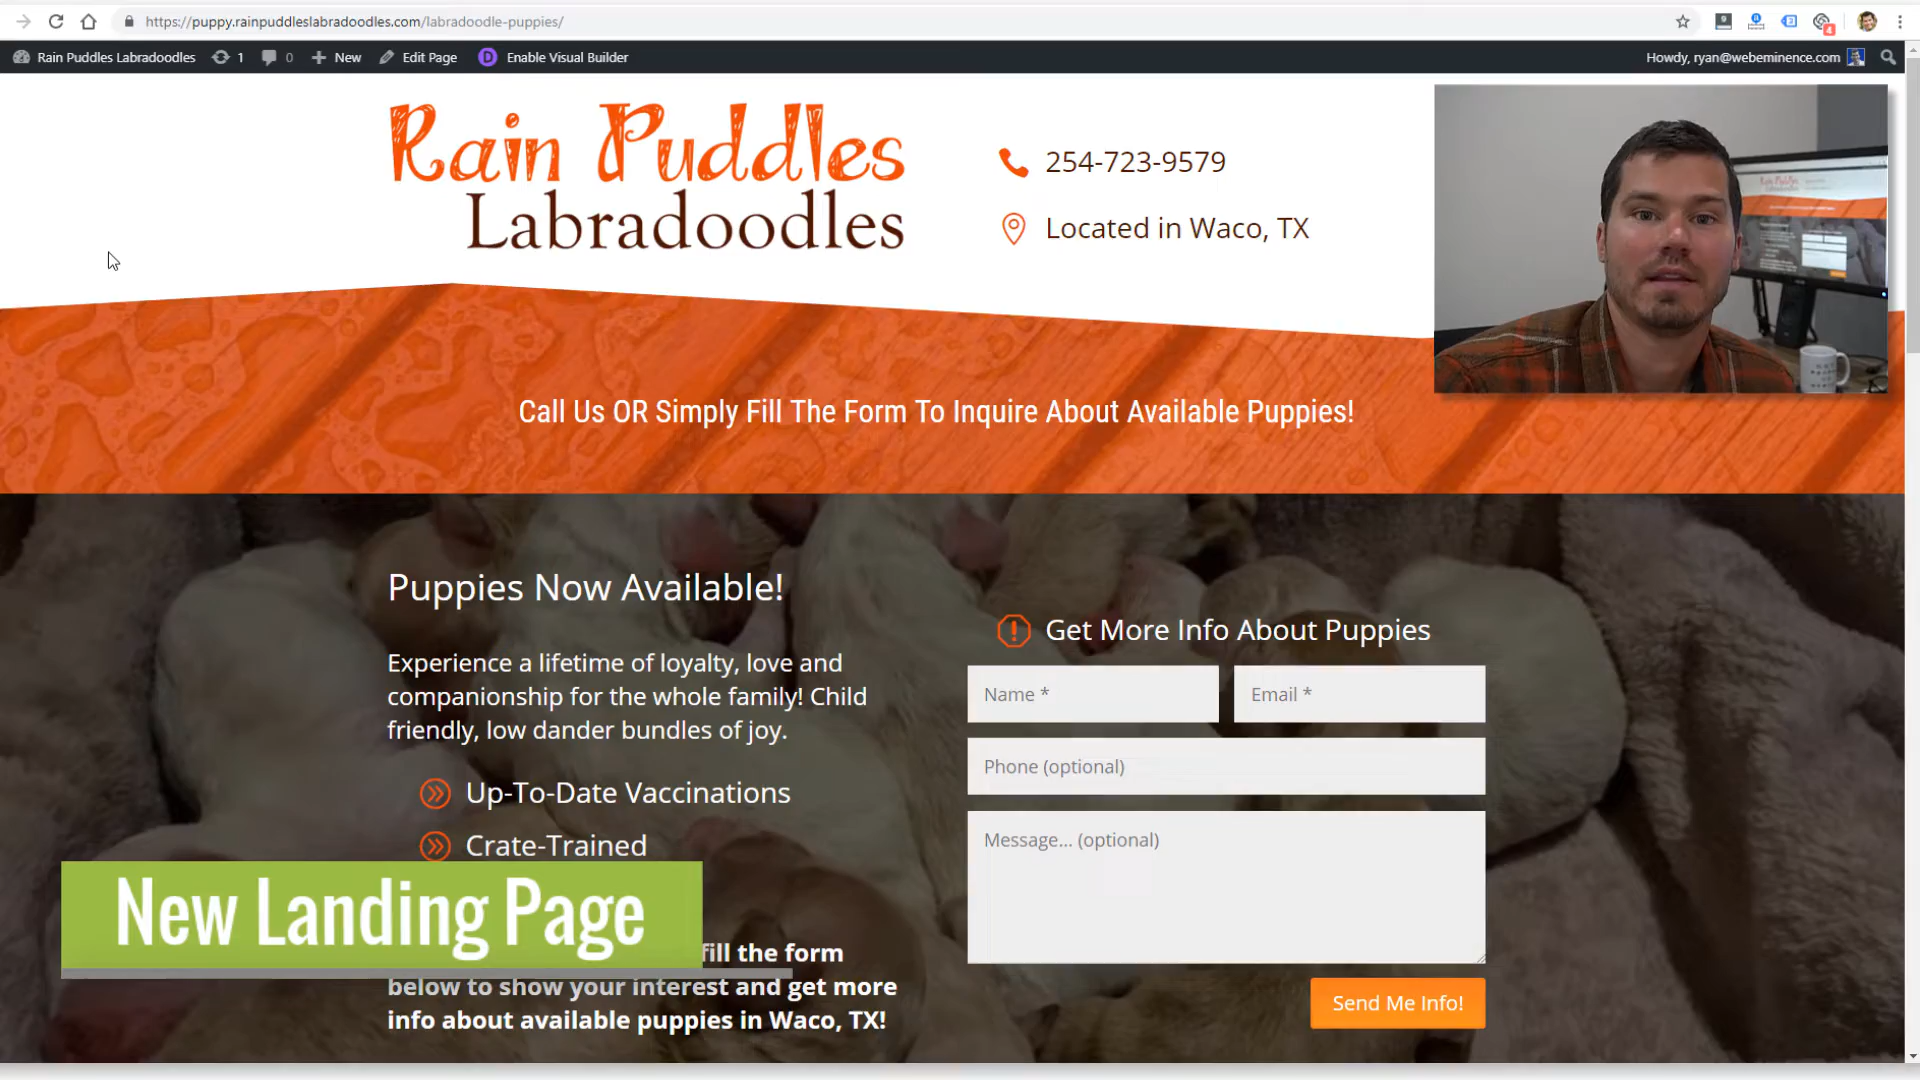 https://puppy.rainpuddleslabradoodles.com/labradoodle-puppies/
Rain Puddles Labradoodles 1 0 New Edit Page D Enable Visual Builder Howdy, ryan@webeminence.com
Rain Puddles
Labradoodles
254-723-9579
Located in Waco, TX
Call Us OR Simply Fill The Form To Inquire About Available Puppies!
Puppies Now Available!
Experience a lifetime of loyalty, love and
companionship for the whole family! Child
friendly, low dander bundles of joy.
Up-To-Date Vaccinations
Crate-Trained
New Landing Page
fill the form
below to show your interest and get more
info about available puppies in Waco, TX!
Get More Info About Puppies
Name *
Email *
Phone (optional)
Message... (optional)
Send Me Info!